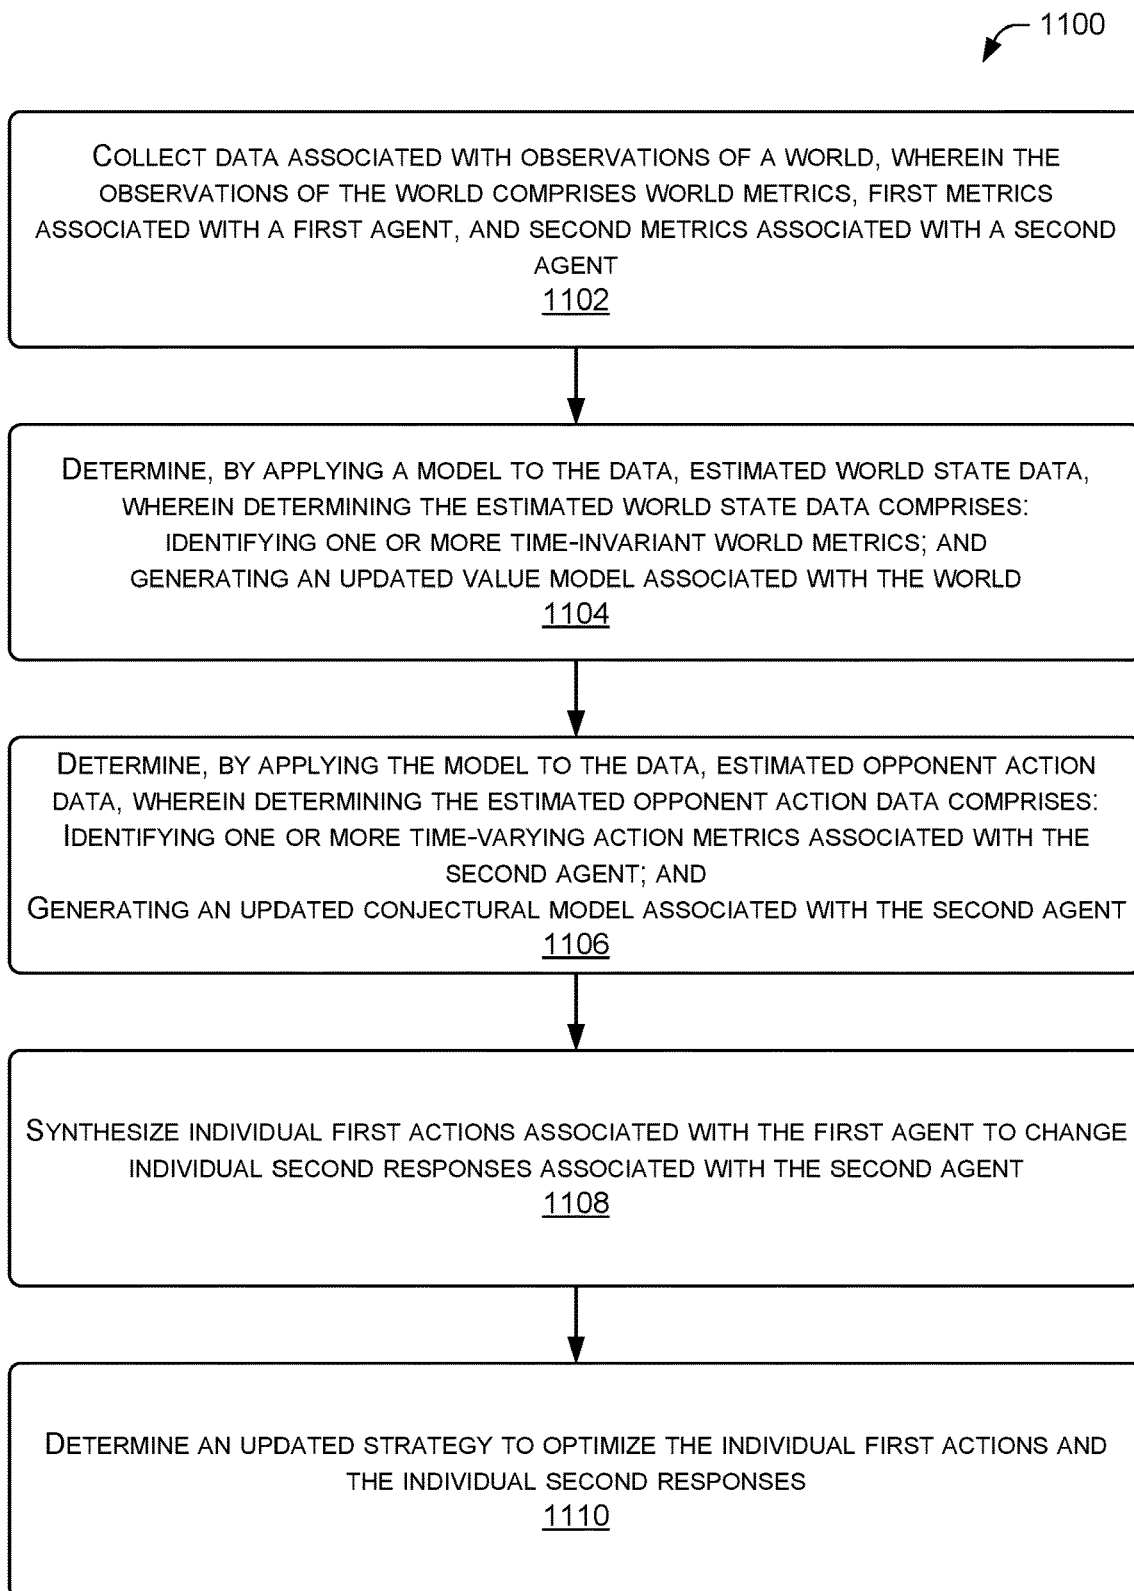 1100
COLLECT DATA ASSOCIATED WITH OBSERVATIONS OF A WORLD, WHEREIN THE
OBSERVATIONS OF THE WORLD COMPRISES WORLD METRICS, FIRST METRICS
ASSOCIATED WITH A FIRST AGENT, AND SECOND METRICS ASSOCIATED WITH A SECOND
AGENT
1102
DETERMINE, BY APPLYING A MODEL TO THE DATA, ESTIMATED WORLD STATE DATA,
WHEREIN DETERMINING THE ESTIMATED WORLD STATE DATA COMPRISES:
IDENTIFYING ONE OR MORE TIME-INVARIANT WORLD METRICS; AND
GENERATING AN UPDATED VALUE MODEL ASSOCIATED WITH THE WORLD
1104
DETERMINE, BY APPLYING THE MODEL TO THE DATA, ESTIMATED OPPONENT ACTION
DATA, WHEREIN DETERMINING THE ESTIMATED OPPONENT ACTION DATA COMPRISES:
IDENTIFYING ONE OR MORE TIME-VARYING ACTION METRICS ASSOCIATED WITH THE
SECOND AGENT; AND
GENERATING AN UPDATED CONJECTURAL MODEL ASSOCIATED WITH THE SECOND AGENT
1106
SYNTHESIZE INDIVIDUAL FIRST ACTIONS ASSOCIATED WITH THE FIRST AGENT TO CHANGE
INDIVIDUAL SECOND RESPONSES ASSOCIATED WITH THE SECOND AGENT
1108
DETERMINE AN UPDATED STRATEGY TO OPTIMIZE THE INDIVIDUAL FIRST ACTIONS AND
THE INDIVIDUAL SECOND RESPONSES
1110